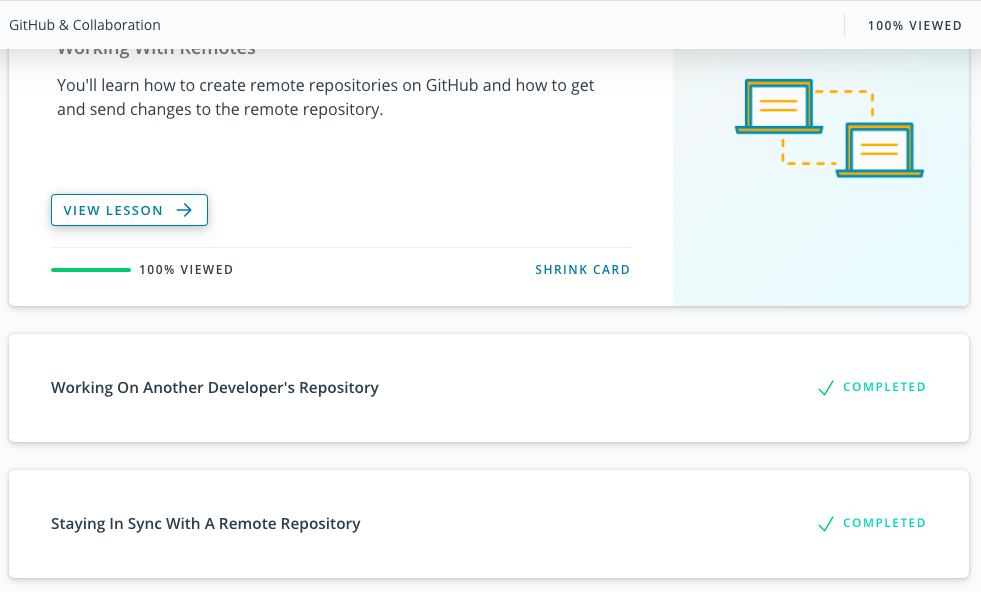 GitHub & Collaboration
100% VIEWED
Working With Remotes
You'll learn how to create remote repositories on GitHub and how to get
and send changes to the remote repository.
VIEW LESSON
100% VIEWED
SHRINK CARD
Working On Another Developer's Repository
COMPLETED
Staying In Sync With A Remote Repository
COMPLETED